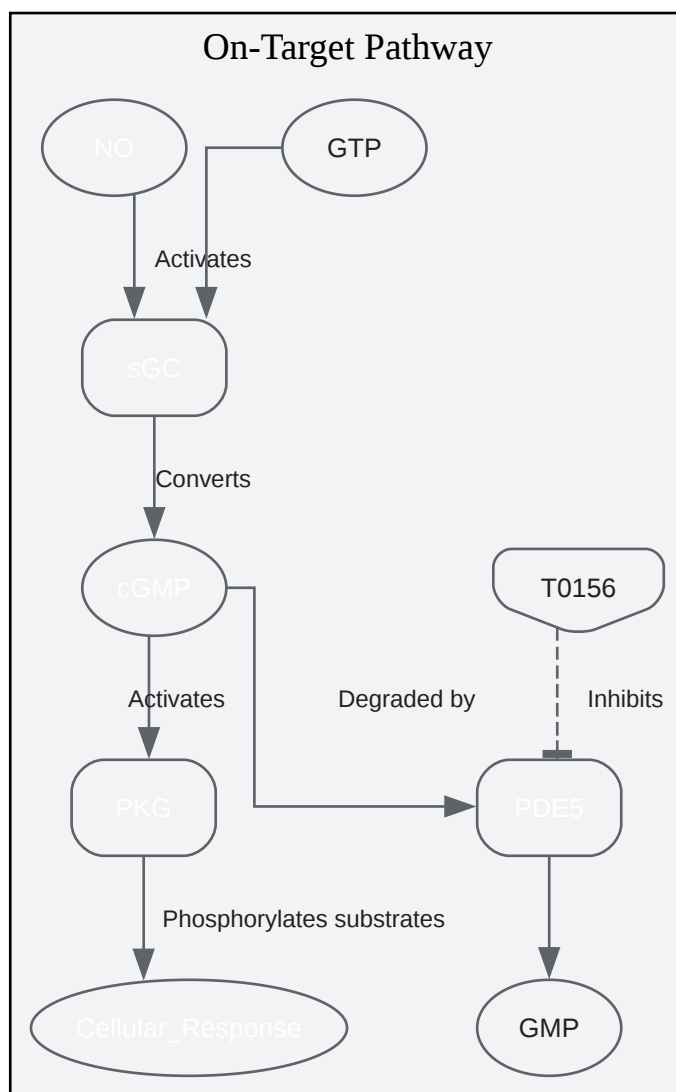 On-Target Pathway
NO
GTP
Activates
sGC
Converts
cGMP
T0156
Activates
Degraded by
Inhibits
PKG
PDE5
Phosphorylates substrates
Cellular_Response
GMP